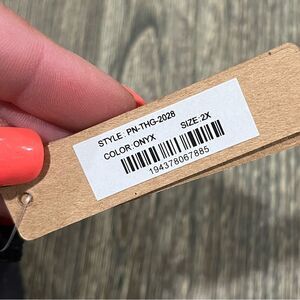 STYLE: PN-THG-2028
COLOR:ONYX SIZE:2X
194378067885